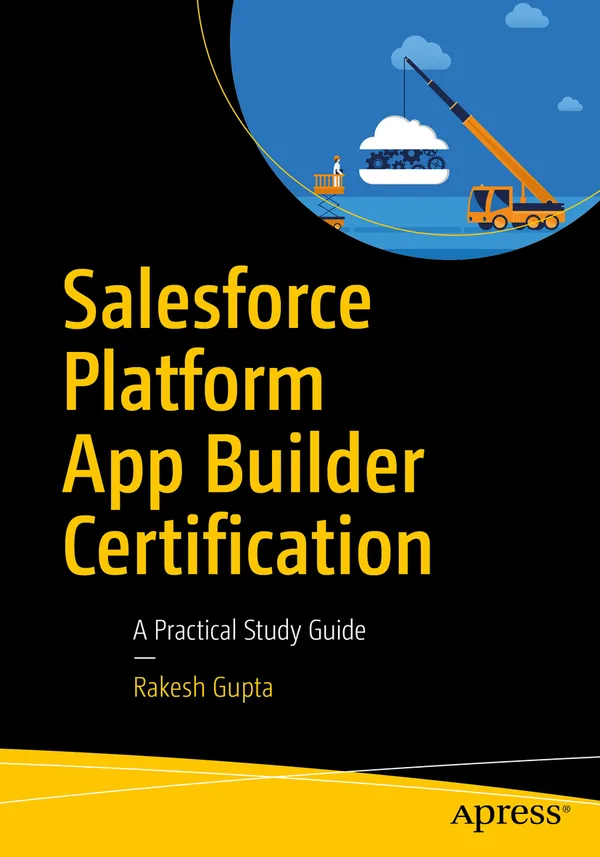 Salesforce
Platform
App Builder
Certification
A Practical Study Guide
—
Rakesh Gupta
Apress®